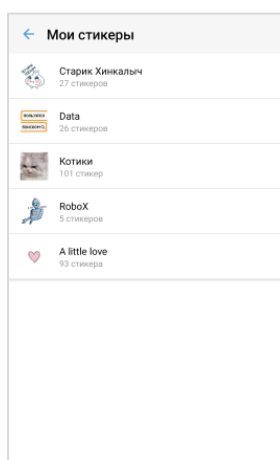 Мои стикеры
Старик Хинкалыч
27 стикеров
Data
26 стикеров
Котики
101 стикер
RoboX
5 стикеров
A little love
93 стикера